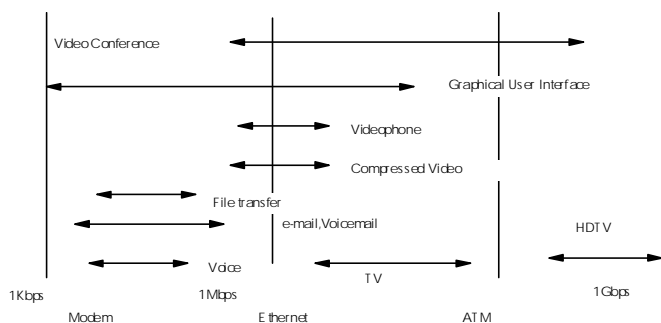 Video Conference
Graphical User Interface
Videophone
Compressed Video
File transfer
e-mail,Voicemail
HDTV
Voice
TV
1Kbps
1Mbps
1Gbps
Modem
Ethernet
ATM